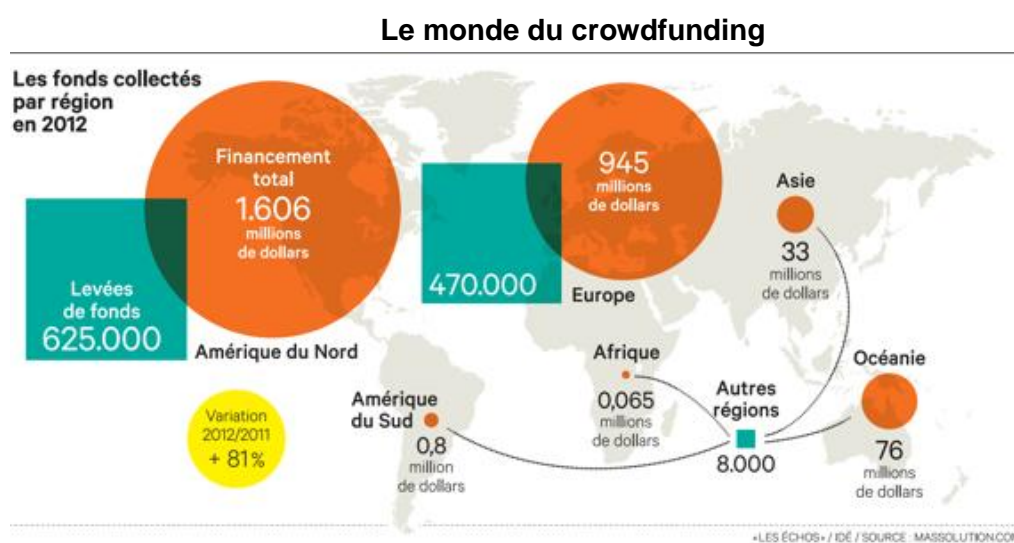 Le monde du crowdfunding
Les fonds collectés
par région
en 2012
Financement
total
1.606
millions
de dollars
Levées
de fonds
625.000
Amérique du Nord
945
millions
de dollars
470.000
Europe
Asie
33
millions
de dollars
Afrique
0,065
millions
de dollars
Autres
régions
8.000
Océanie
76
millions
de dollars
Amérique
du Sud
0,8
million
de dollars
Variation
2012/2011
+ 81%
«LES ÉCHOS» / IDÉ / SOURCE : MASSOLUTION.COM